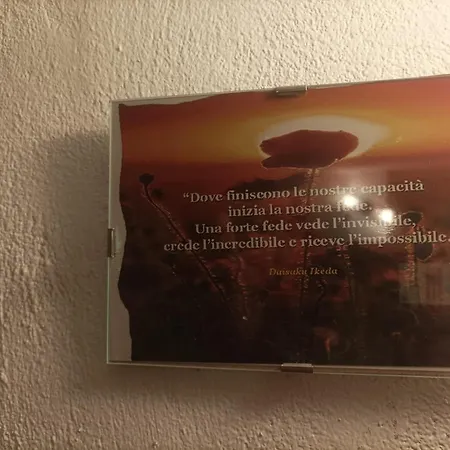 “Dove finiscono le nostre capacità
inizia la nostra fede.
Una forte fede vede l’invisibile,
crede l’incredibile e riceve l’impossibile.
Daisaku Ikeda